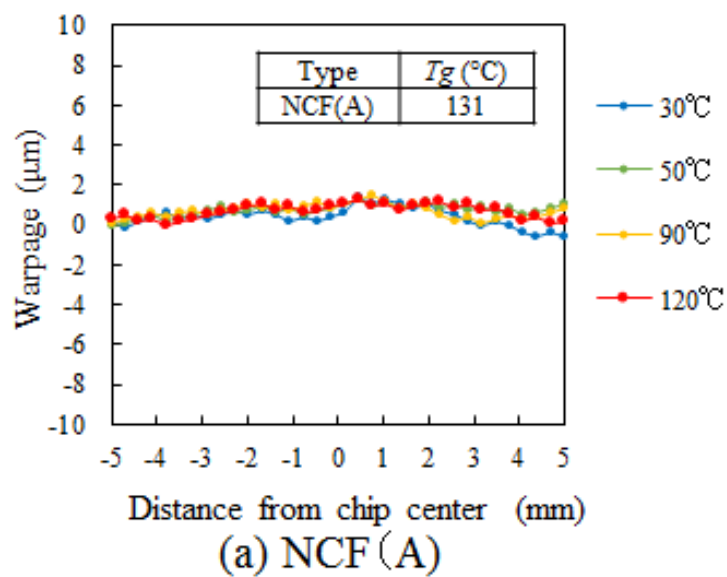 10
8
6
4
2
0
-2
-4
-6
-8
-10
Warpage (μm)
Type Tg (°C)
NCF(A) 131
30℃
50℃
90℃
120℃
-5 -4 -3 -2 -1 0 1 2 3 4 5
Distance from chip center (mm)
(a) NCF(A)